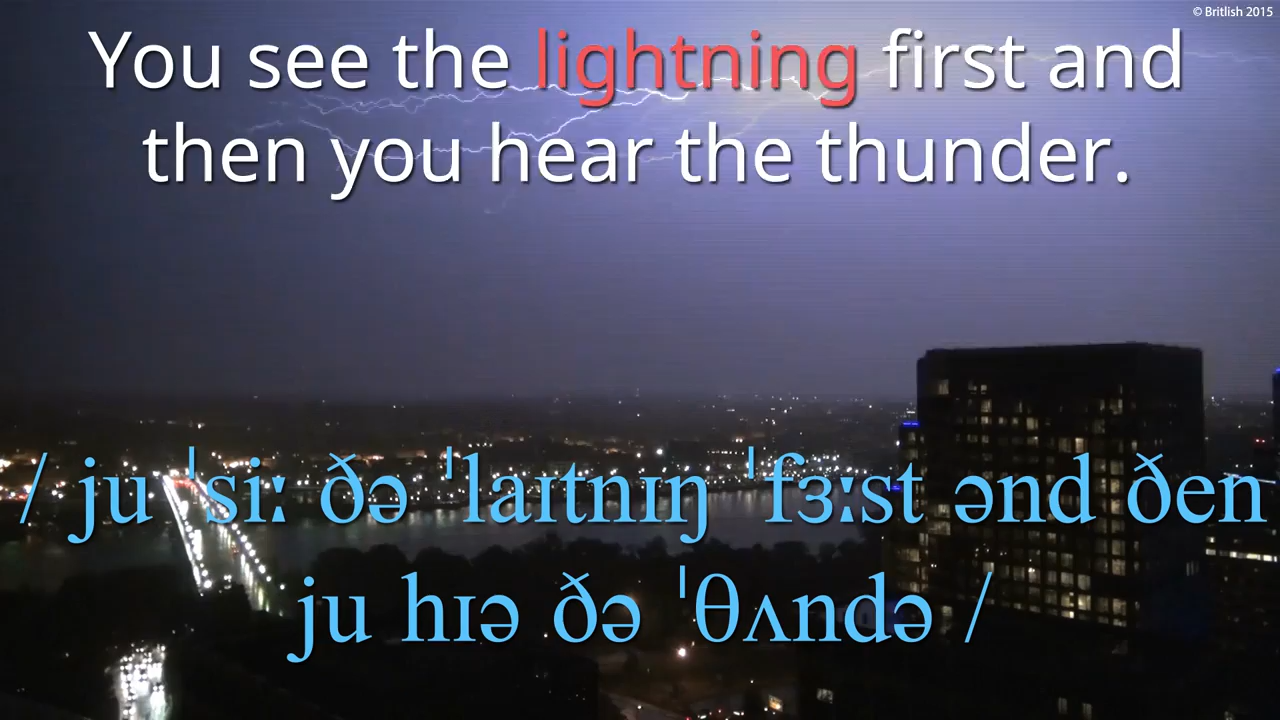 © Britlish 2015
You see the lightning first and
then you hear the thunder.
/ ju ˈsiː ðə ˈlaɪtnɪŋ ˈfɜːst ənd ðen
ju hɪə ðə ˈθʌndə /